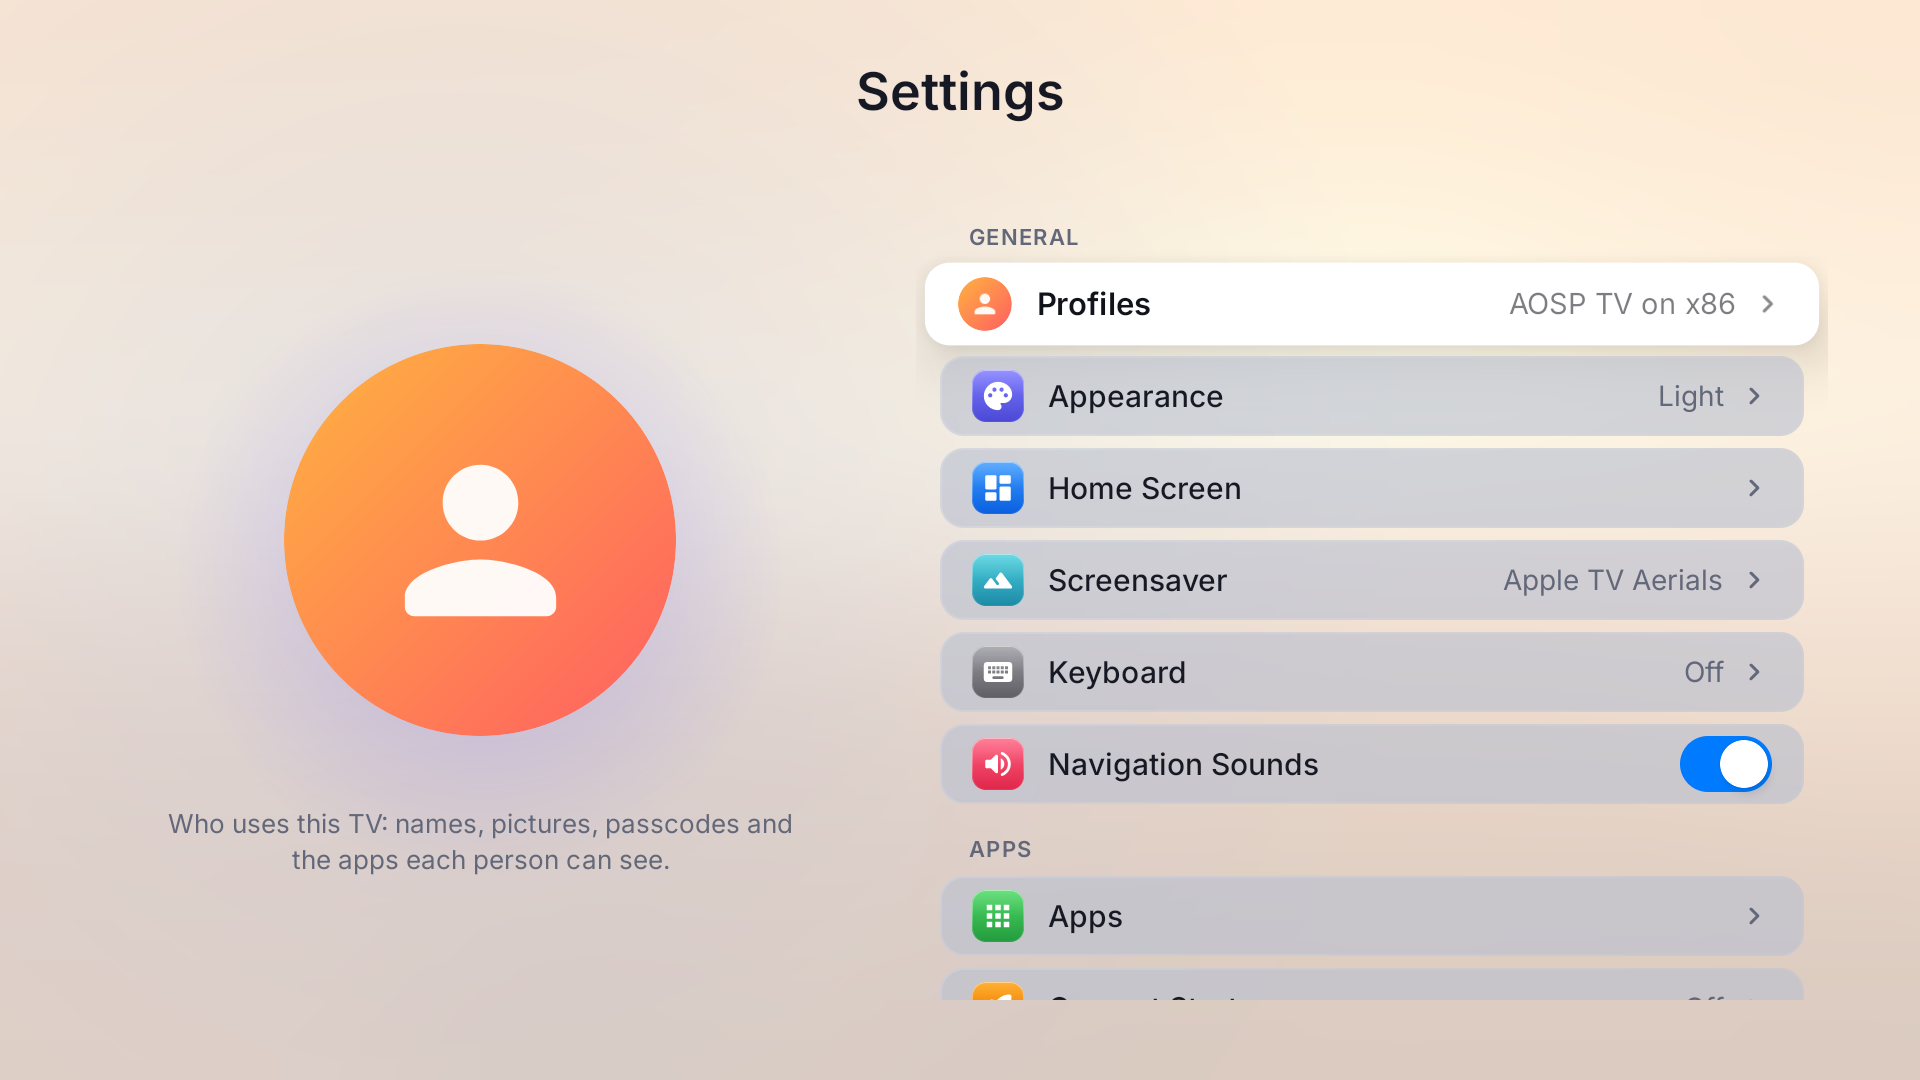 Settings
GENERAL
Profiles AOSP TV on x86
Appearance Light
Home Screen
Screensaver Apple TV Aerials
Keyboard Off
Navigation Sounds
Who uses this TV: names, pictures, passcodes and
the apps each person can see.
APPS
Apps